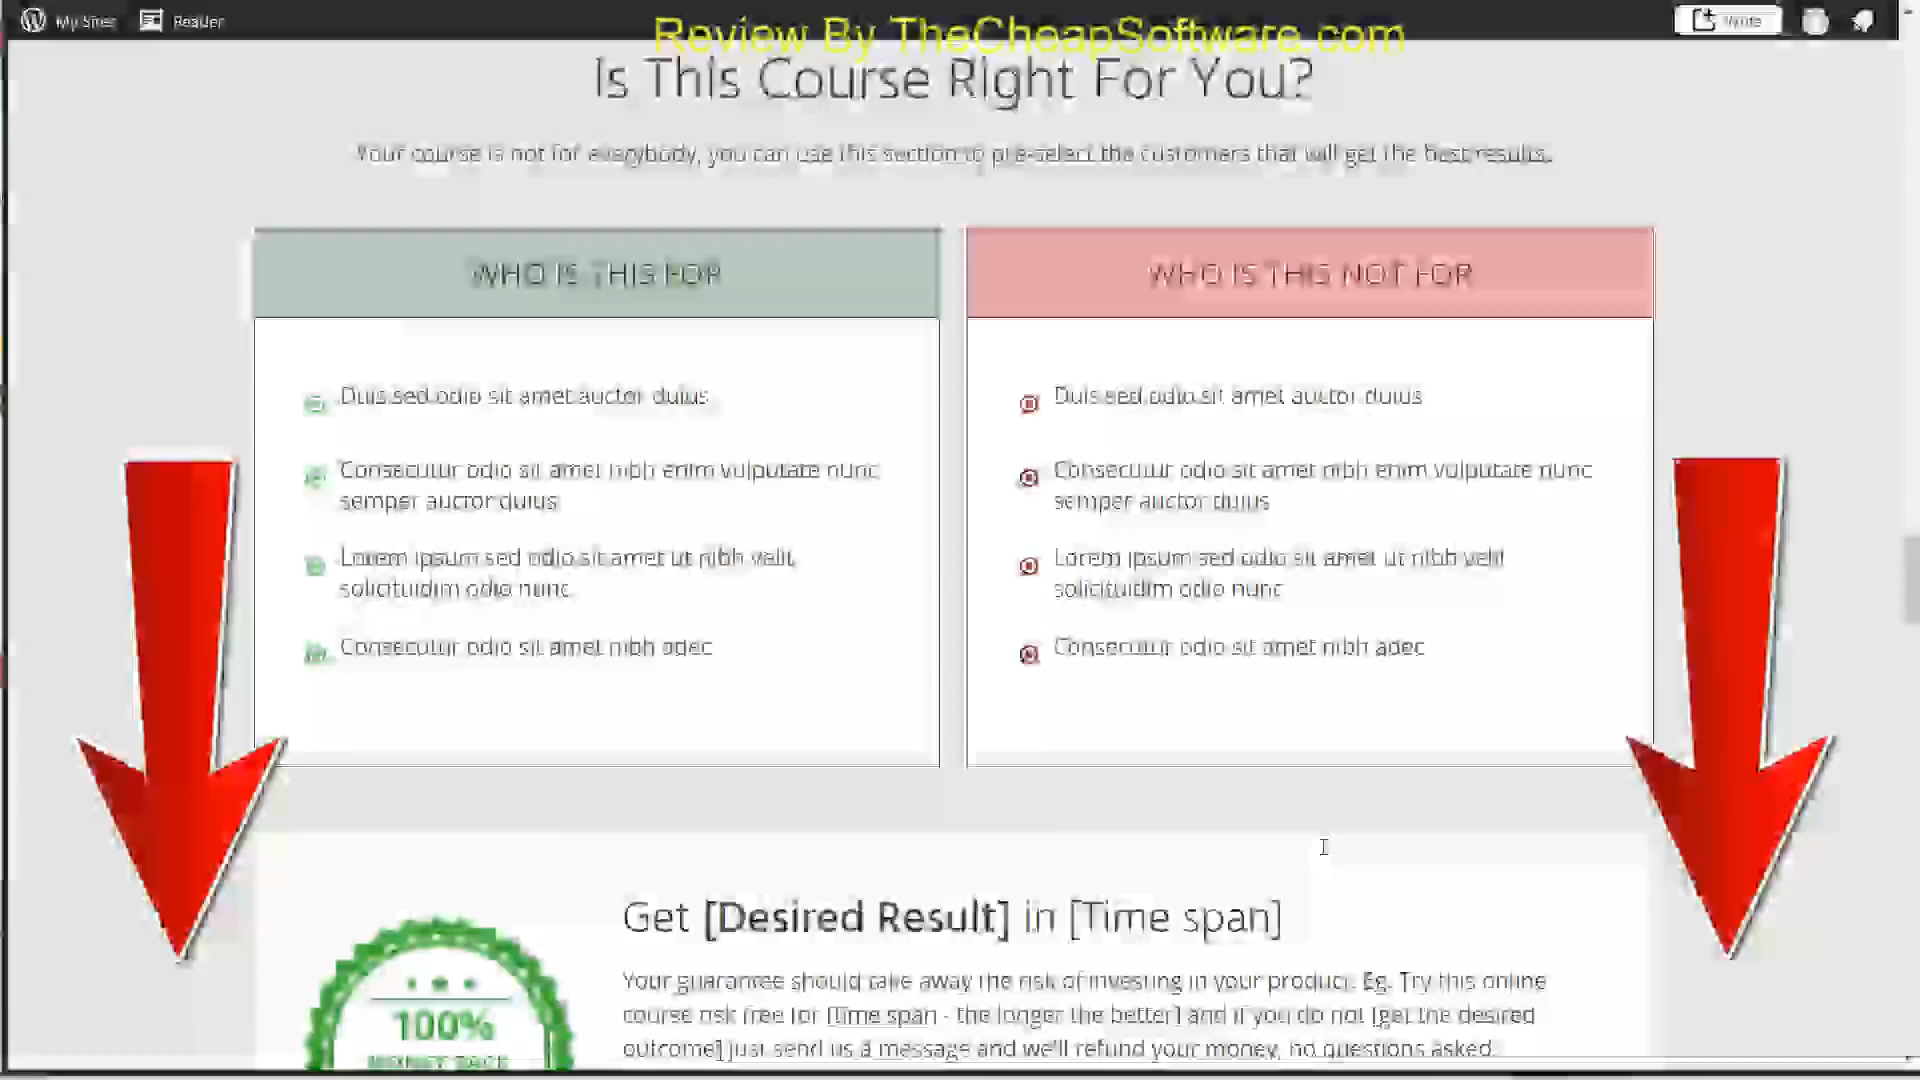 My Sites
Reader
Review By TheCheapSoftware.com
Write
Is This Course Right For You?
Your course is not for everybody, you can use this section to pre-select the customers that will get the best results.
WHO IS THIS FOR
WHO IS THIS NOT FOR
Duis sed odio sit amet auctor duius
Consecutur odio sit amet nibh enim vulputate nunc
semper auctor duius
Lorem ipsum sed odio sit amet ut nibh velit
solicituidim odio nunc
Consecutur odio sit amet nibh adec
Duis sed odio sit amet auctor duius
Consecutur odio sit amet nibh enim vulputate nunc
semper auctor duius
Lorem ipsum sed odio sit amet ut nibh velit
solicituidim odio nunc
Consecutur odio sit amet nibh adec
Get [Desired Result] in [Time span]
Your guarantee should take away the risk of investing in your product. Eg. Try this online
course risk free for [Time span - the longer the better] and if you do not [get the desired
outcome] just send us a message and we'll refund your money, no questions asked.
100%
MONEY BACK